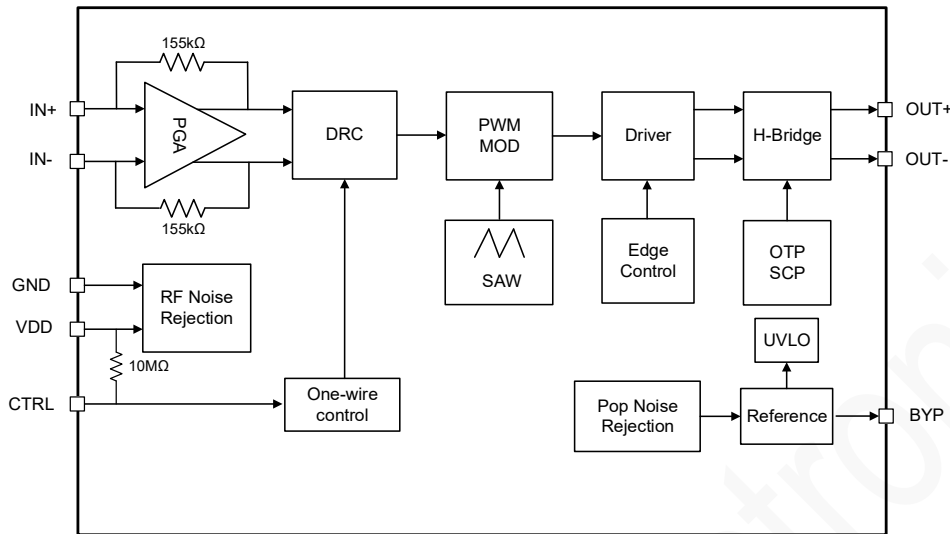 155kΩ
IN+
IN-
PGA
155kΩ
DRC
PWM
MOD
Driver
H-Bridge
OUT+
OUT-
SAW
Edge
Control
OTP
SCP
GND
VDD
RF Noise
Rejection
10MΩ
CTRL
One-wire
control
UVLO
Pop Noise
Rejection
Reference
BYP